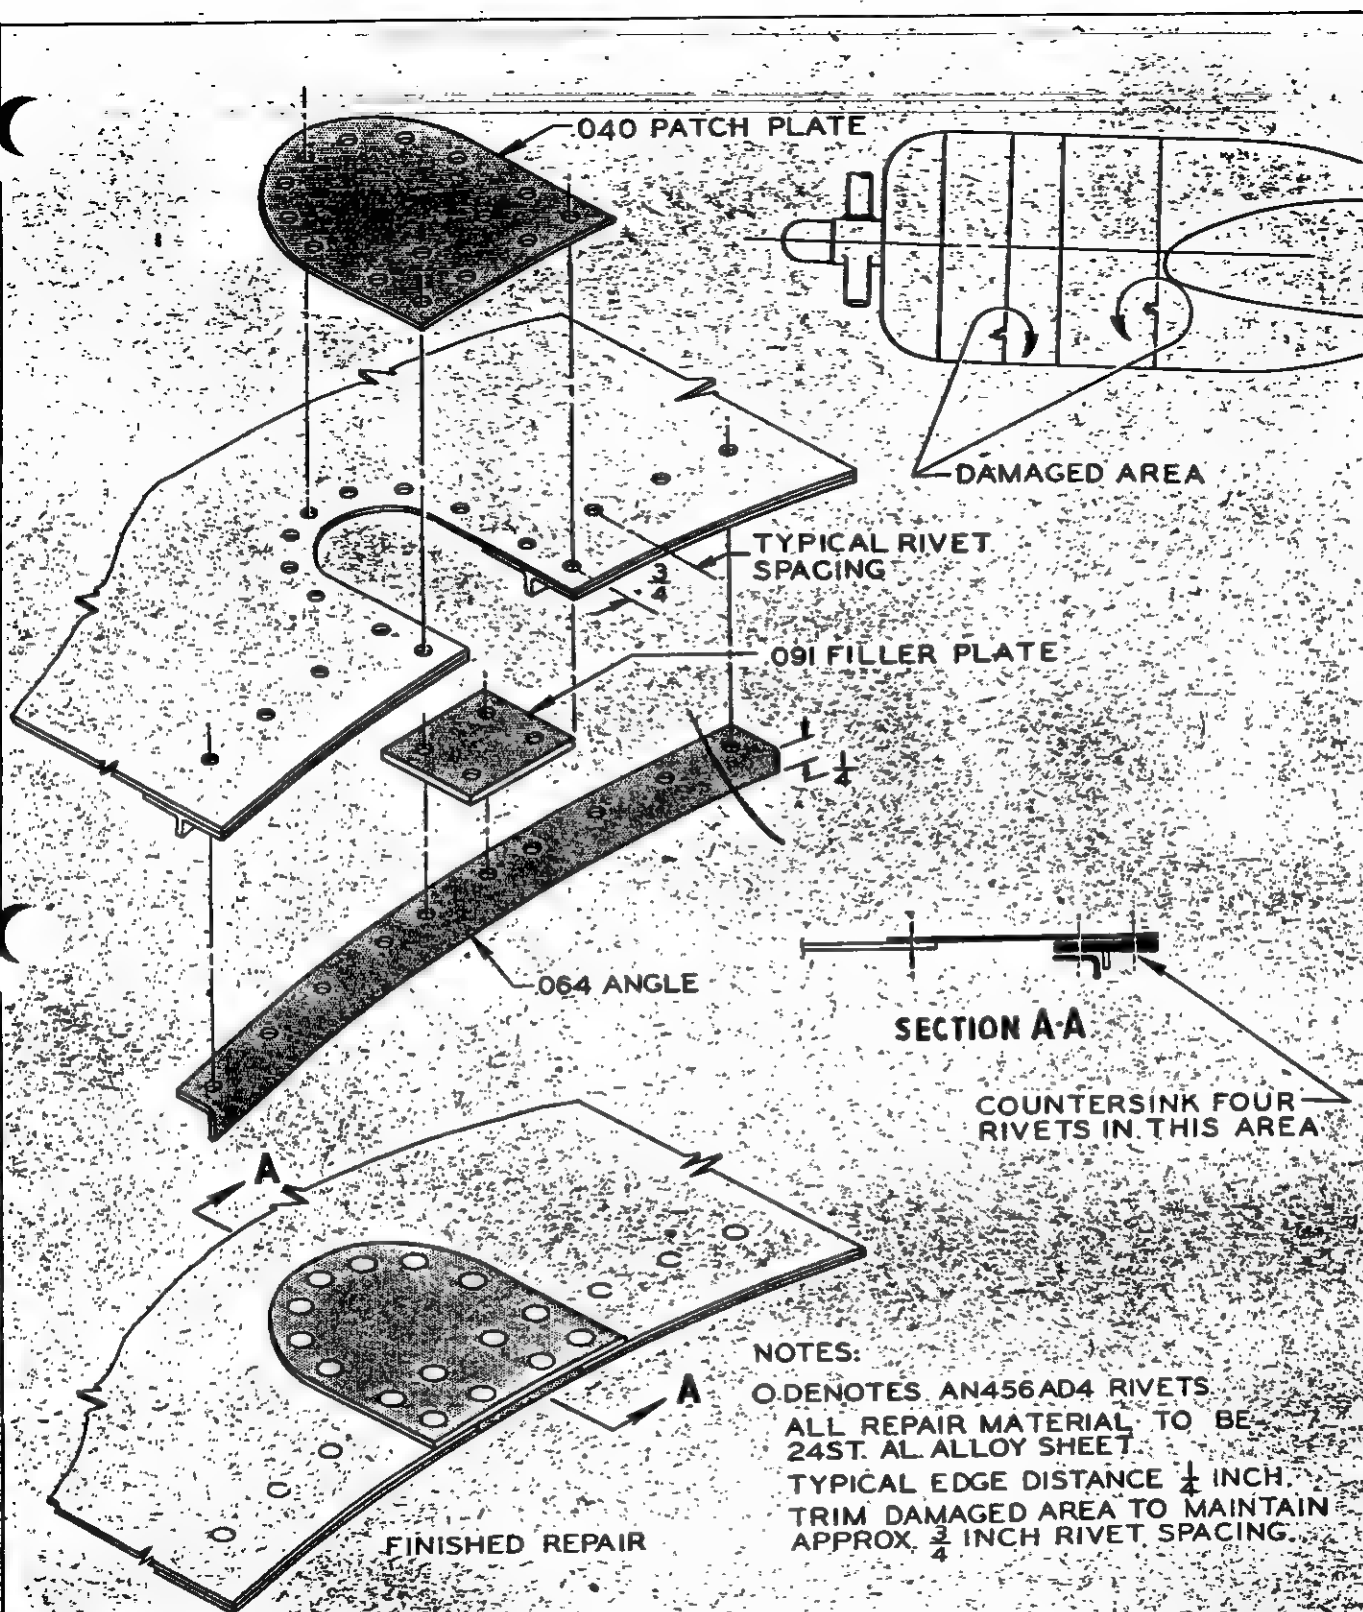 .040 PATCH PLATE
DAMAGED AREA
TYPICAL RIVET
SPACING
3/4
.091 FILLER PLATE
1/4
.064 ANGLE
SECTION A-A
COUNTERSINK FOUR
RIVETS IN THIS AREA
A
A
NOTES:
O DENOTES AN456AD4 RIVETS
ALL REPAIR MATERIAL TO BE
24ST. AL. ALLOY SHEET.
TYPICAL EDGE DISTANCE 1/4 INCH.
TRIM DAMAGED AREA TO MAINTAIN
APPROX. 3/4 INCH RIVET SPACING.
FINISHED REPAIR